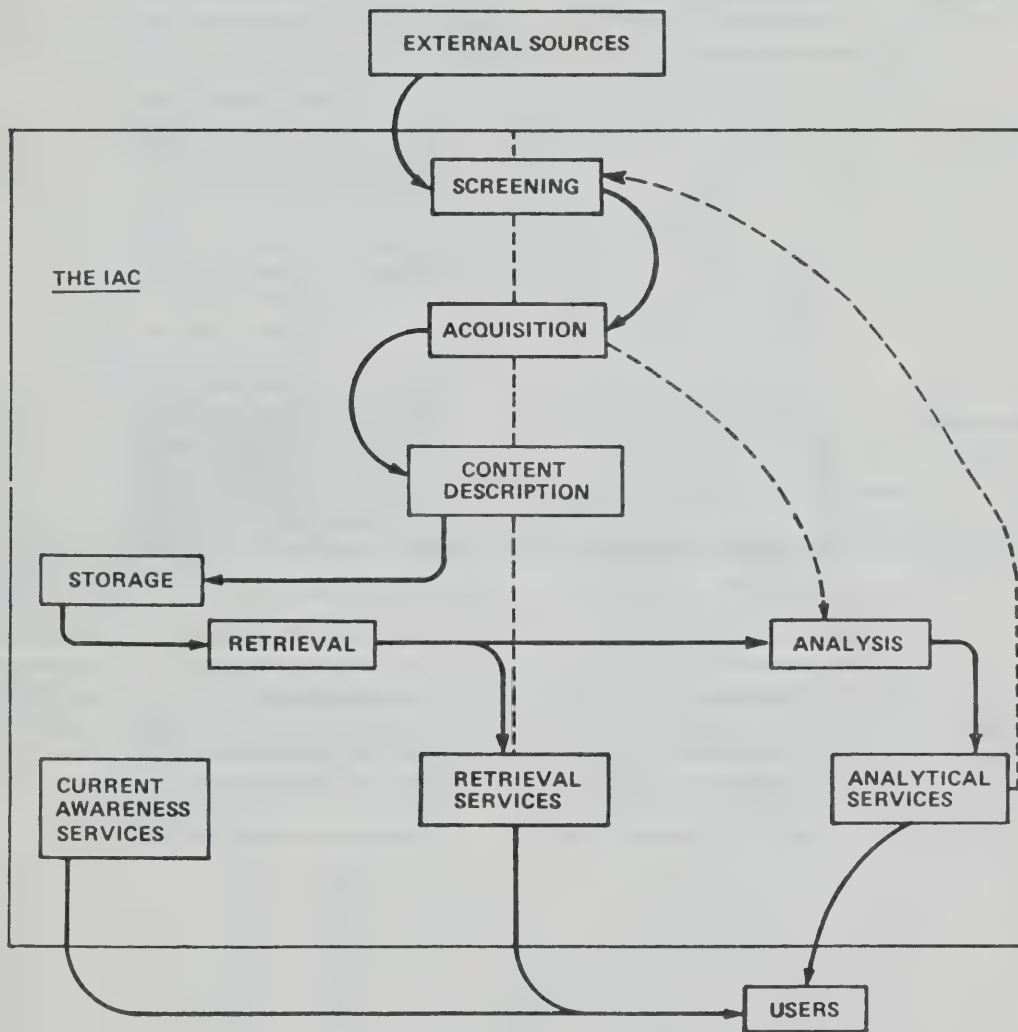 EXTERNAL SOURCES
SCREENING
THE IAC
ACQUISITION
CONTENT
DESCRIPTION
STORAGE
RETRIEVAL
ANALYSIS
CURRENT
AWARENESS
SERVICES
RETRIEVAL
SERVICES
ANALYTICAL
SERVICES
USERS